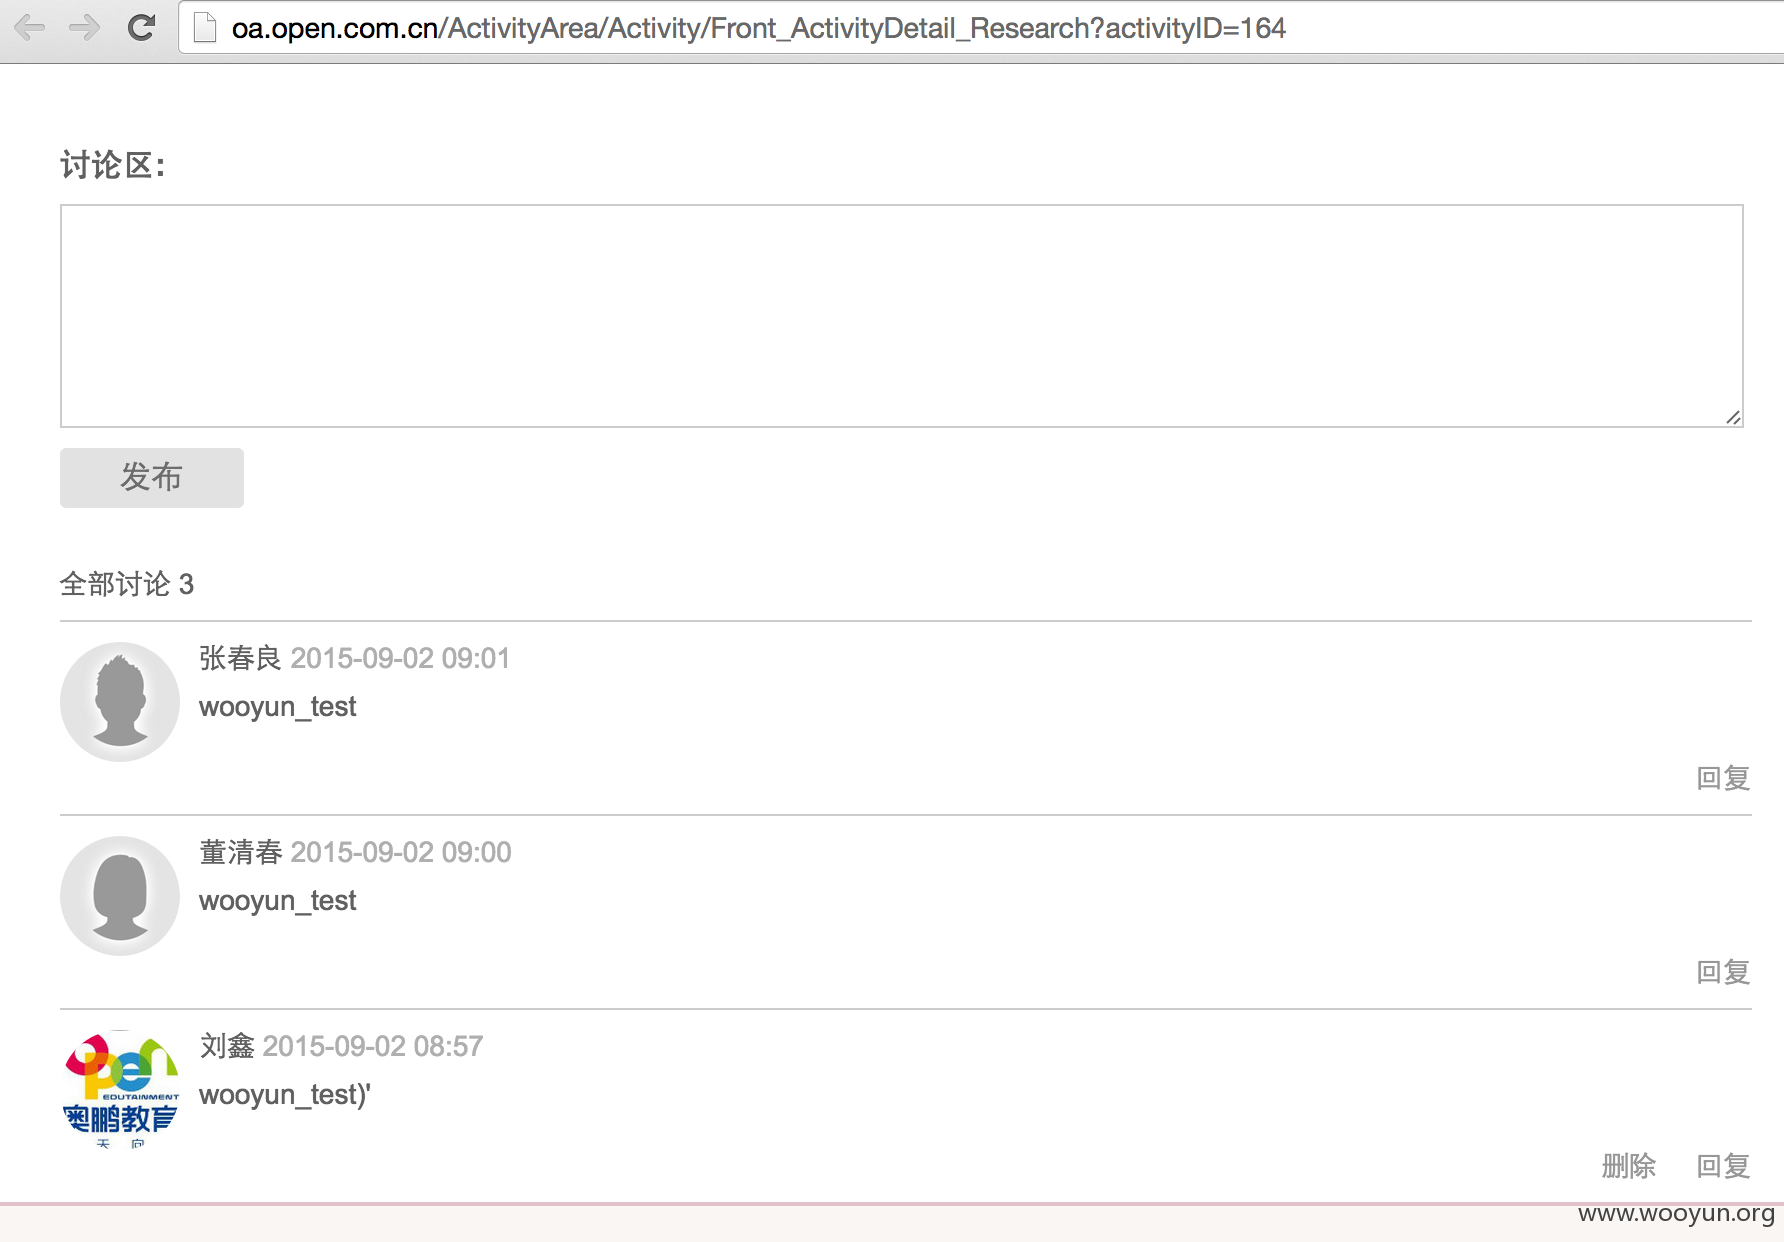 oa.open.com.cn/ActivityArea/Activity/Front_ActivityDetail_Research?activityID=164
讨论区:
发布
全部讨论 3
张春良 2015-09-02 09:01
wooyun_test
回复
董清春 2015-09-02 09:00
wooyun_test
回复
刘鑫 2015-09-02 08:57
wooyun_test)'
open
EDUTAINMENT
奥鹏教育
天 向
删除 回复
www.wooyun.org